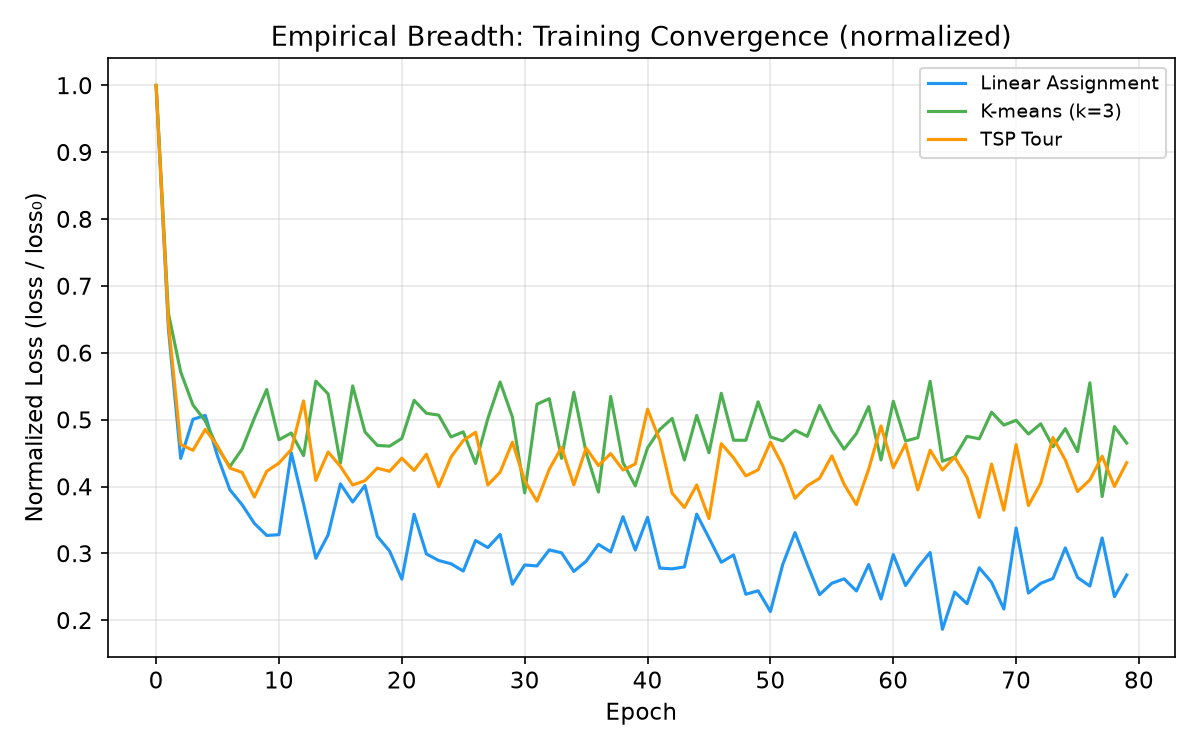 Empirical Breadth: Training Convergence (normalized)
Normalized Loss (loss / loss₀)
1.0
0.9
0.8
0.7
0.6
0.5
0.4
0.3
0.2
Linear Assignment
K-means (k=3)
TSP Tour
0 10 20 30 40 50 60 70 80
Epoch